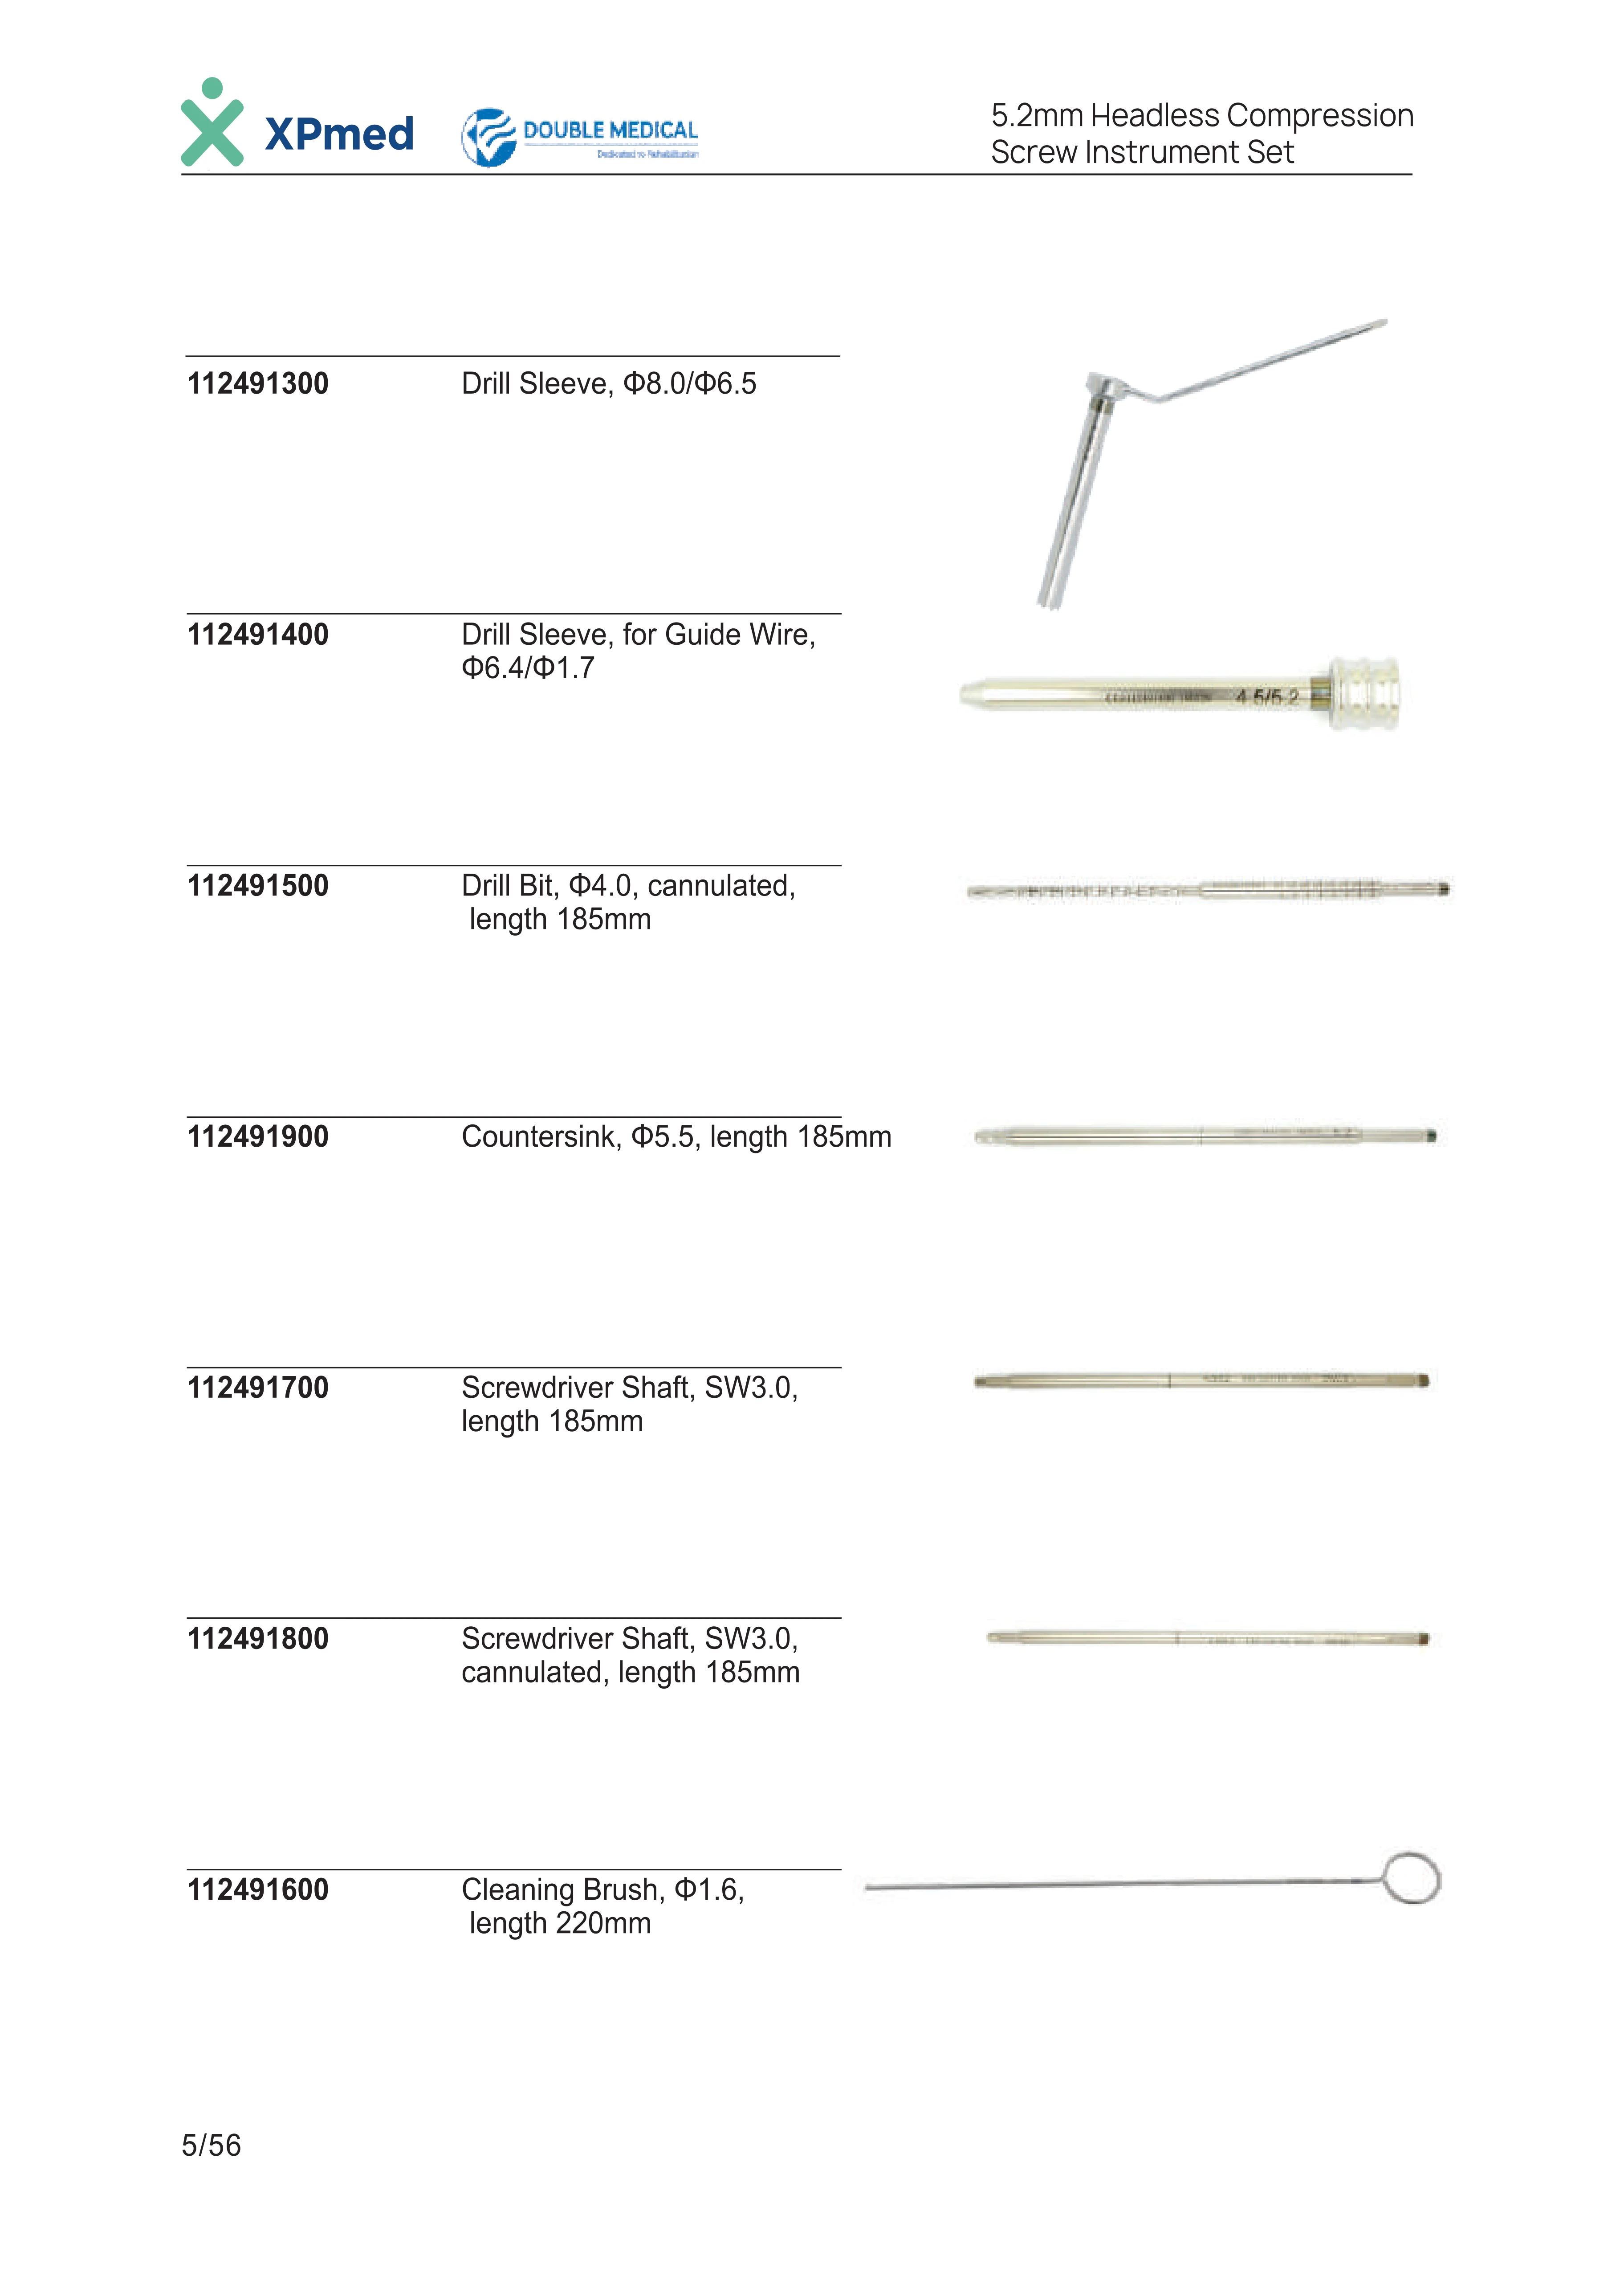 XPmed
DOUBLE MEDICAL
Dedicated to Rehabilitation
5.2mm Headless Compression
Screw Instrument Set
112491300
Drill Sleeve, Φ8.0/Φ6.5
112491400
Drill Sleeve, for Guide Wire,
Φ6.4/Φ1.7
4.5/5.2
112491500
Drill Bit, Φ4.0, cannulated,
length 185mm
112491900
Countersink, Φ5.5, length 185mm
112491700
Screwdriver Shaft, SW3.0,
length 185mm
112491800
Screwdriver Shaft, SW3.0,
cannulated, length 185mm
112491600
Cleaning Brush, Φ1.6,
length 220mm
5/56